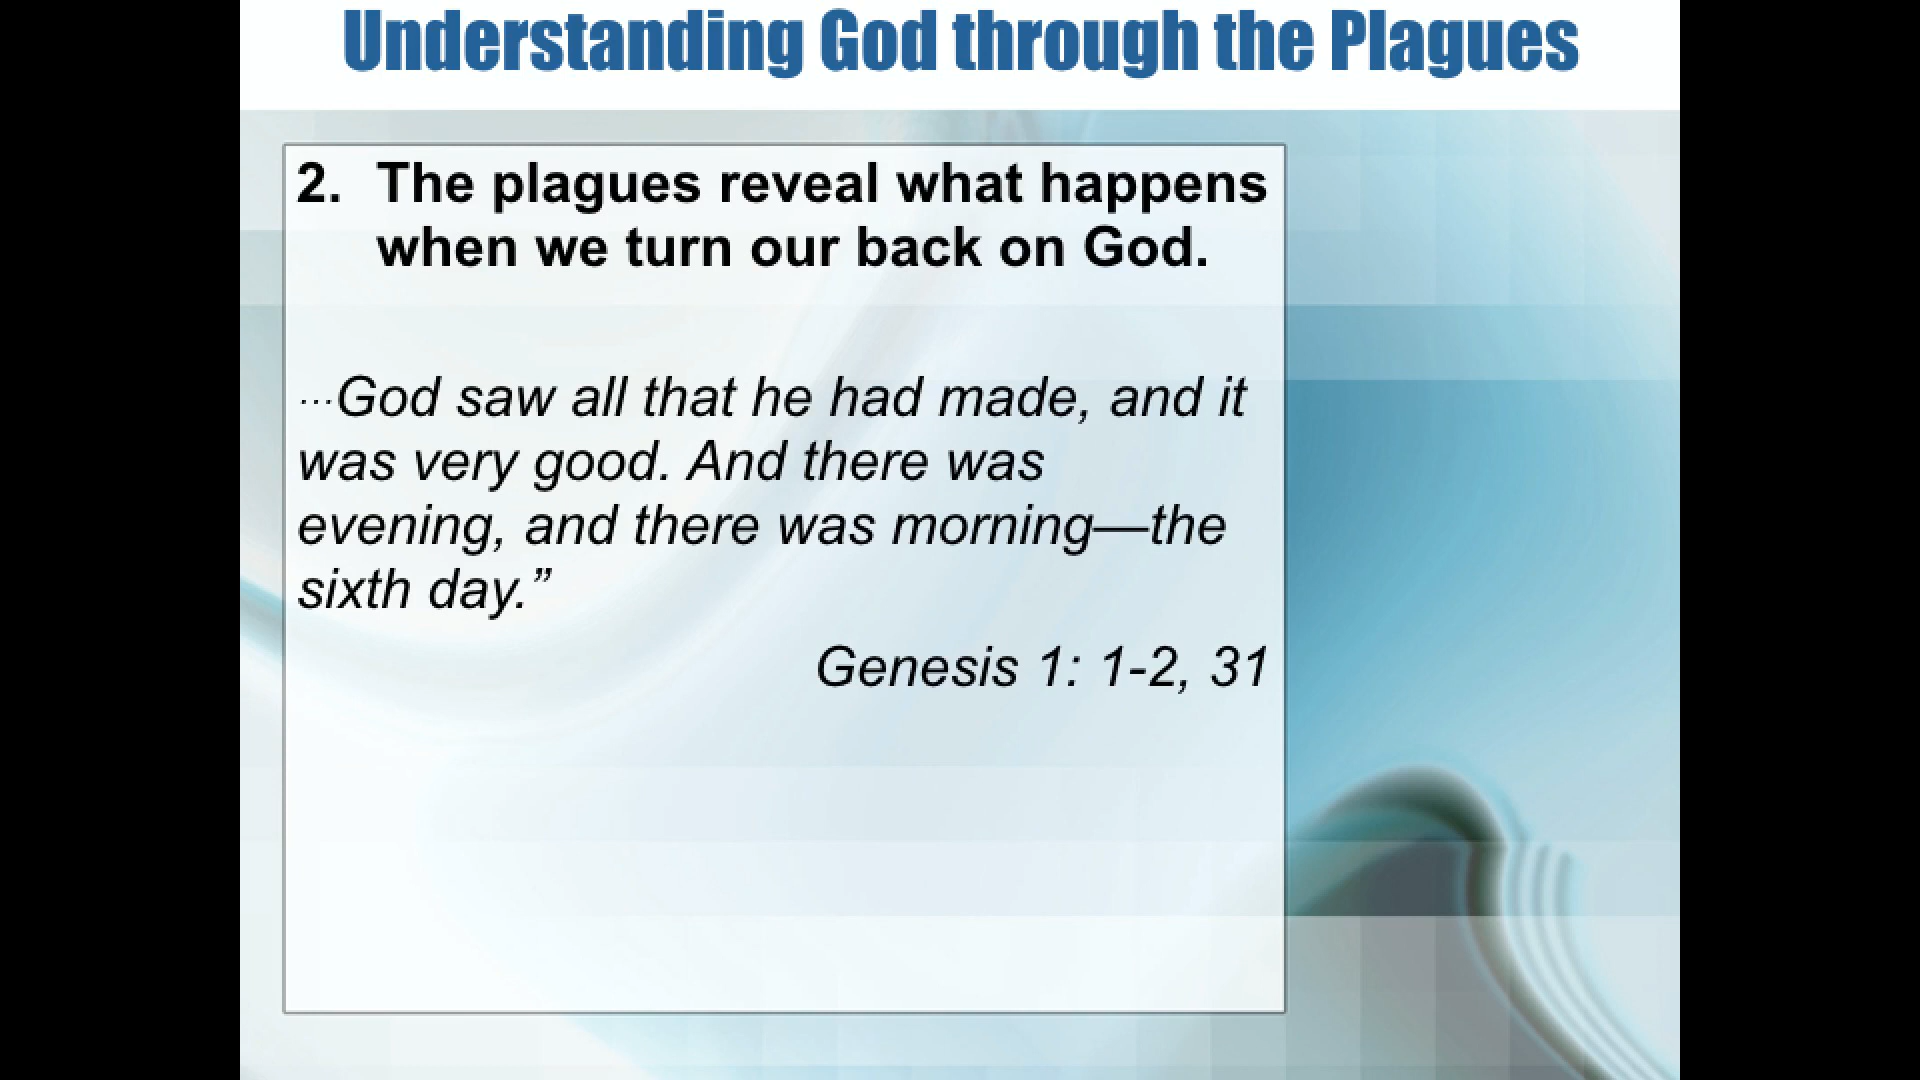 Understanding God through the Plagues
2. The plagues reveal what happens
when we turn our back on God.
…God saw all that he had made, and it
was very good. And there was
evening, and there was morning—the
sixth day.”
Genesis 1: 1-2, 31